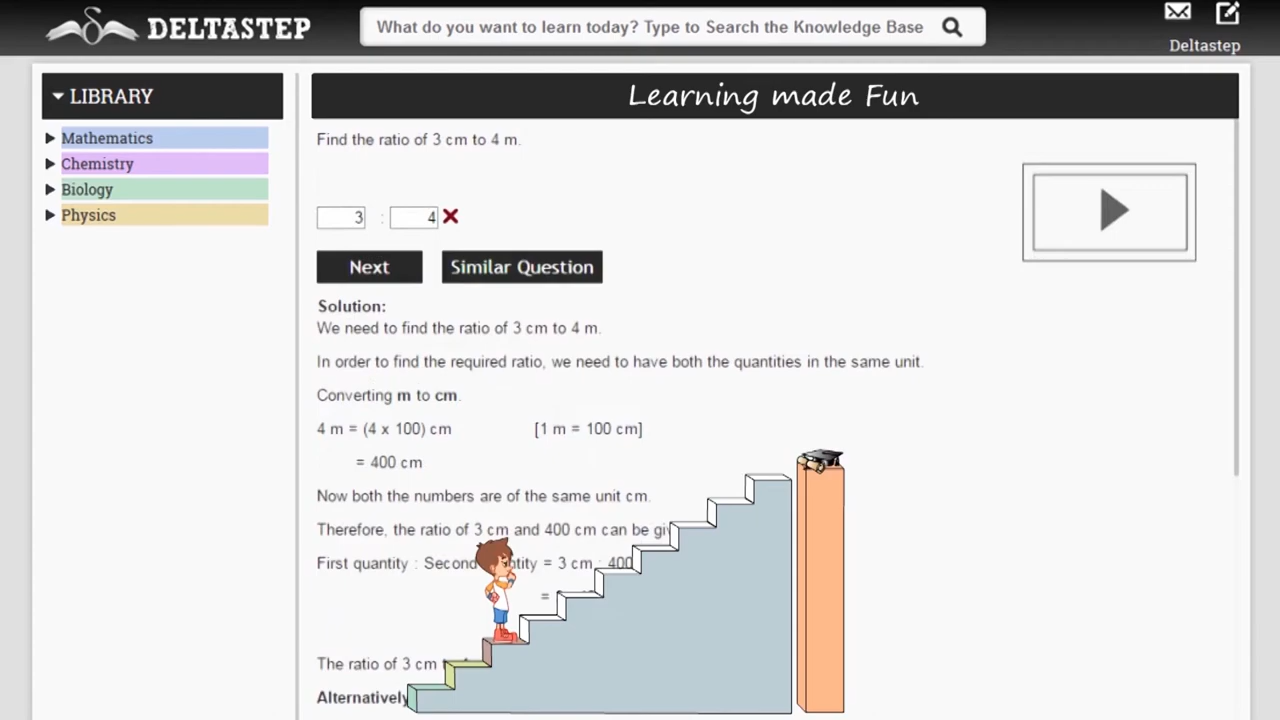 DELTASTEP
What do you want to learn today? Type to Search the Knowledge Base
Deltastep
LIBRARY
Mathematics
Chemistry
Biology
Physics
Learning made Fun
Find the ratio of 3 cm to 4 m.
3 : 4
Next Similar Question
Solution:
We need to find the ratio of 3 cm to 4 m.
In order to find the required ratio, we need to have both the quantities in the same unit.
Converting m to cm.
4 m = (4 x 100) cm [1 m = 100 cm]
= 400 cm
Now both the numbers are of the same unit cm.
Therefore, the ratio of 3 cm and 400 cm can be
First quantity : = 3 cm : 400
=
The ratio of 3 cm
Alternatively